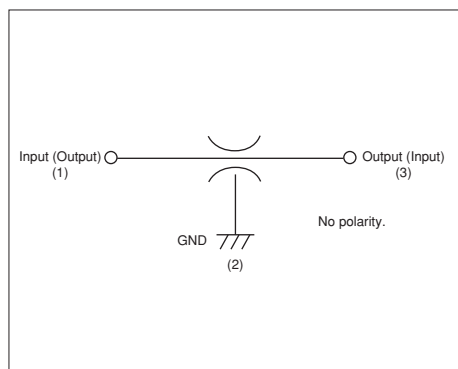 Input (Output)
(1)
Output (Input)
(3)
No polarity.
GND
(2)